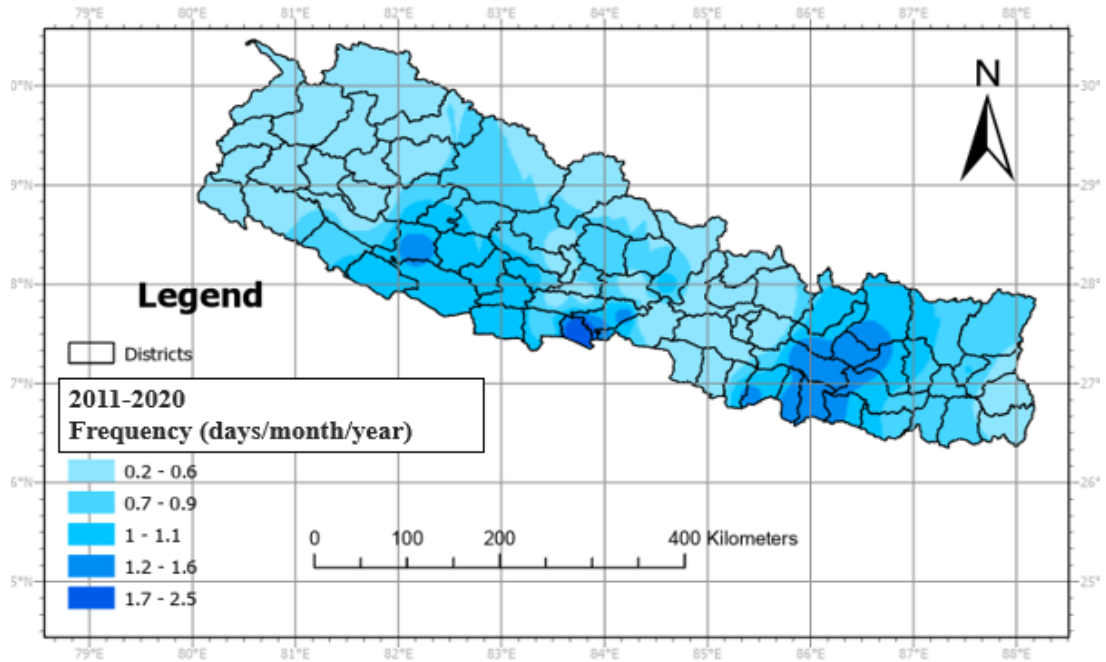 79°E 80°E 81°E 82°E 83°E 84°E 85°E 86°E 87°E 88°E
N
0°N 30°
9°N 29°
8°N 28°
7°N 27°
6°N 26°
5°N 25°
Legend
Districts
2011-2020
Frequency (days/month/year)
0.2 - 0.6
0.7 - 0.9
1 - 1.1
1.2 - 1.6
1.7 - 2.5
0 100 200 400 Kilometers
79°E 80°E 81°E 82°E 83°E 84°E 85°E 86°E 87°E 88°E